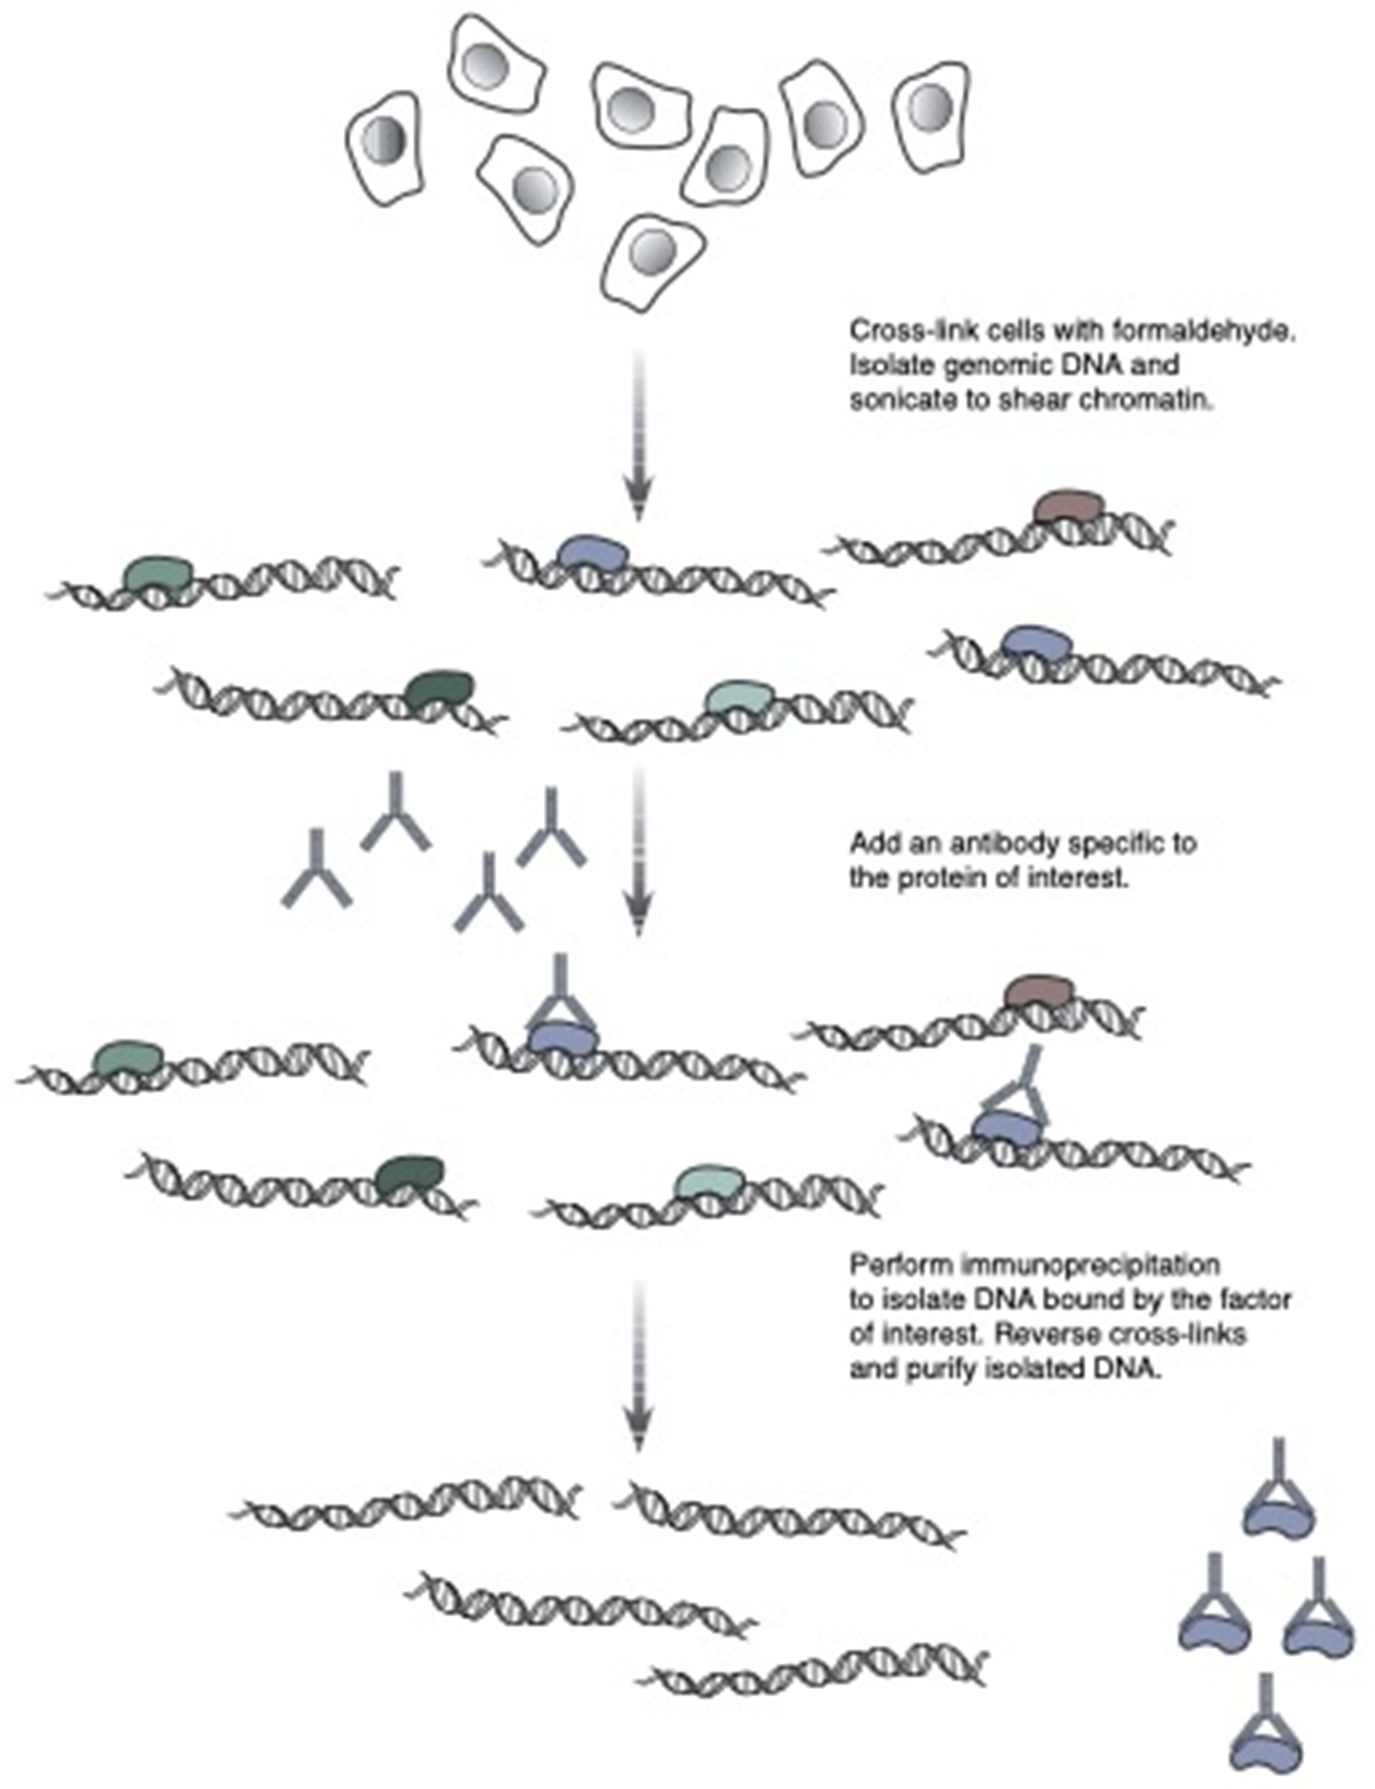 Cross-link cells with formaldehyde.
Isolate genomic DNA and
sonicate to shear chromatin.
Add an antibody specific to
the protein of interest.
Perform immunoprecipitation
to isolate DNA bound by the factor
of interest. Reverse cross-links
and purify isolated DNA.